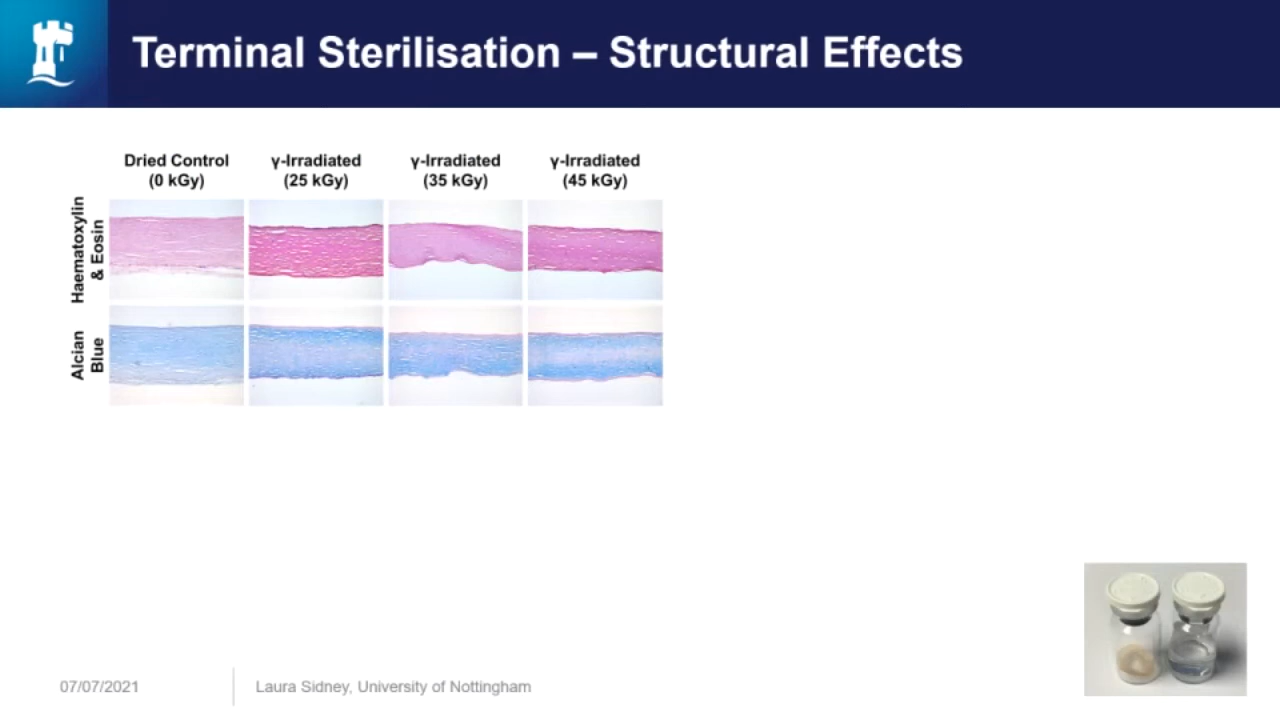 Terminal Sterilisation – Structural Effects
Dried Control
(0 kGy)
γ-Irradiated
(25 kGy)
γ-Irradiated
(35 kGy)
γ-Irradiated
(45 kGy)
Haematoxylin
& Eosin
Alcian
Blue
07/07/2021
Laura Sidney, University of Nottingham